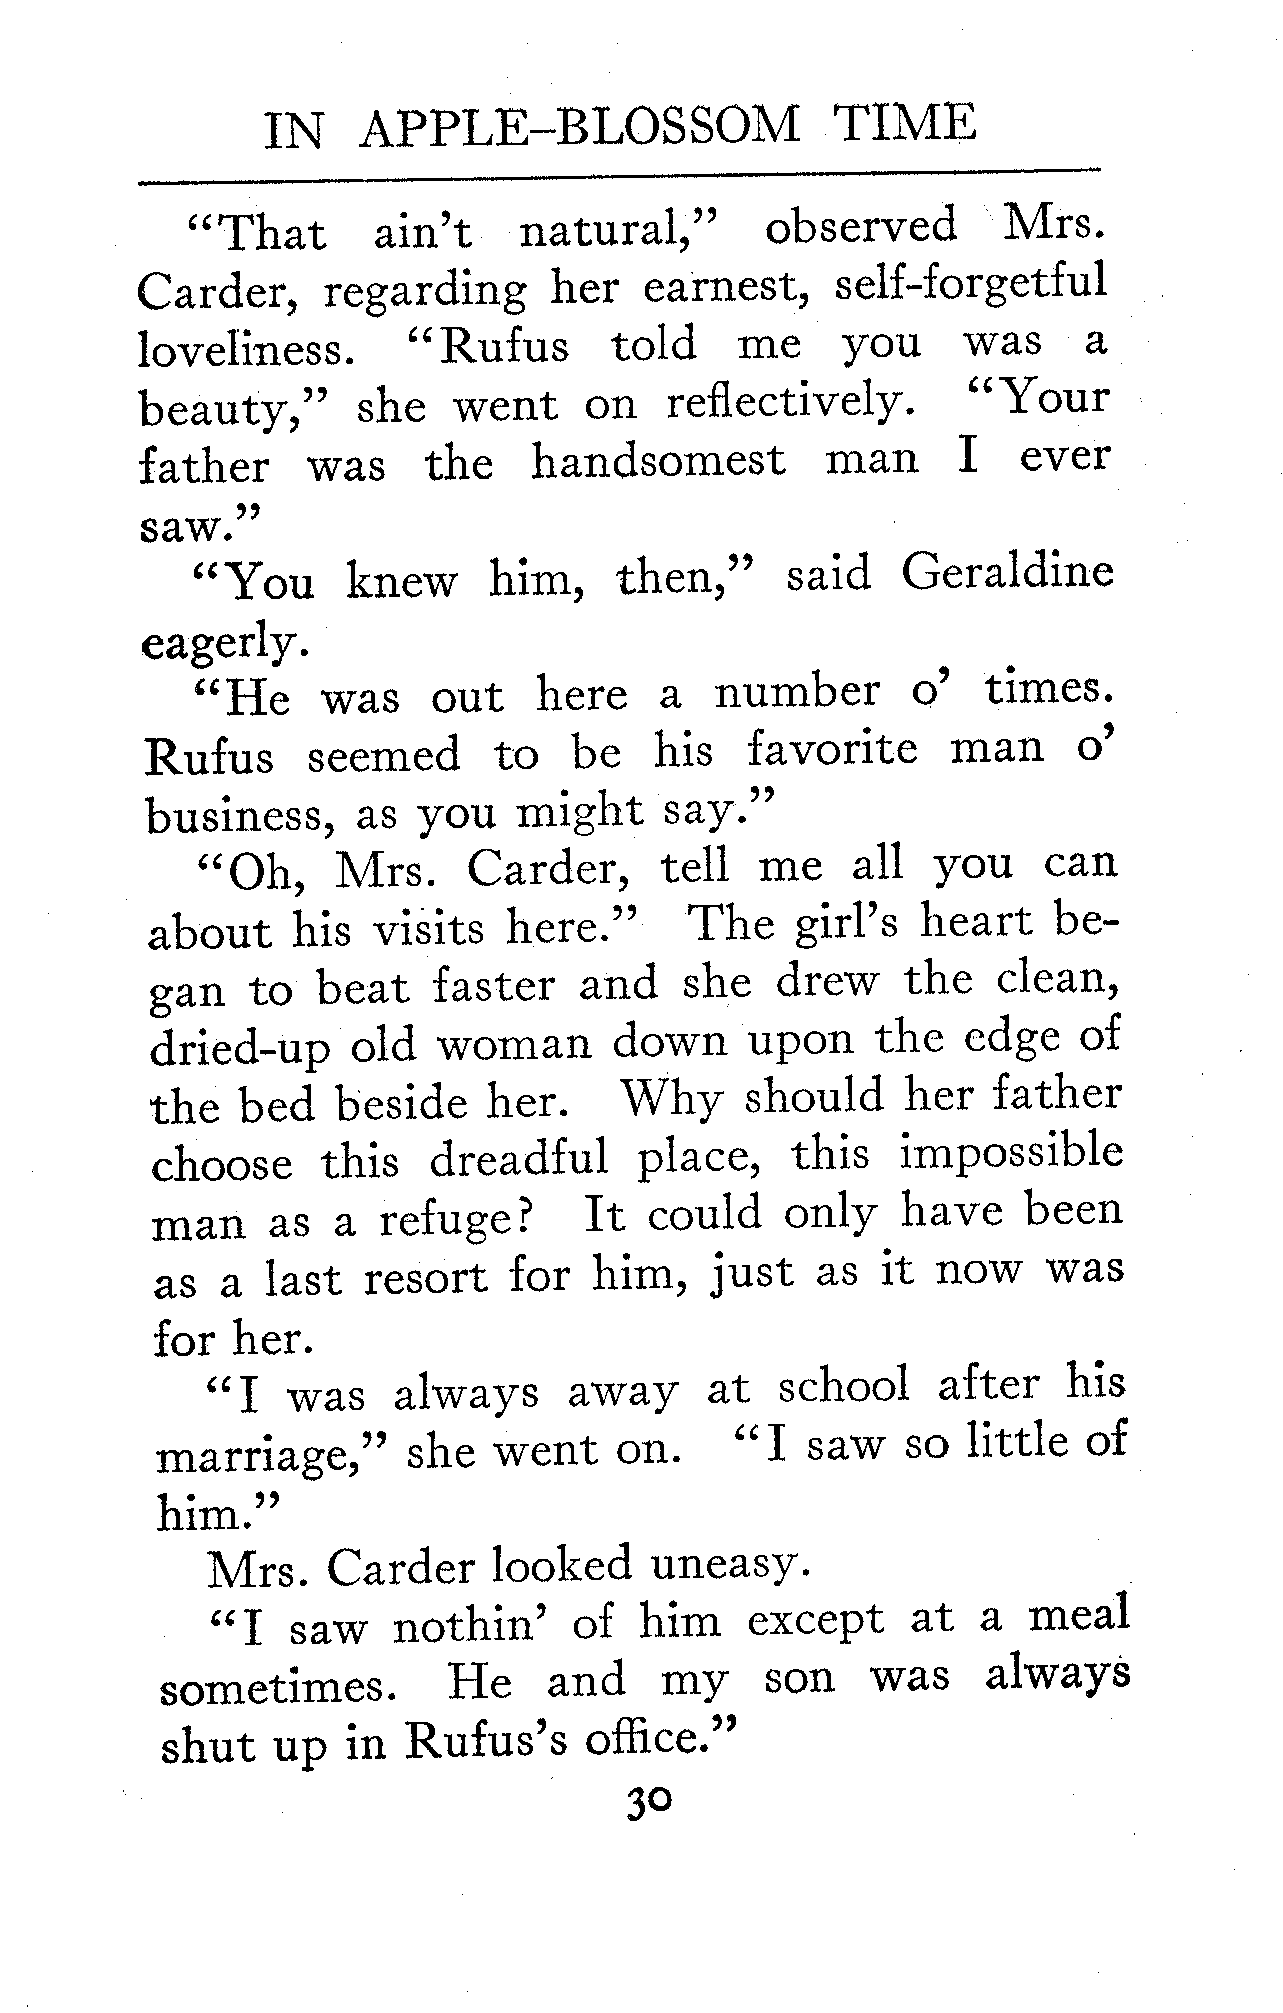 IN APPLE-BLOSSOM TIME
“That ain’t natural,” observed Mrs.
Carder, regarding her earnest, self-forgetful
loveliness. “Rufus told me you was a
beauty,” she went on reflectively. “Your
father was the handsomest man I ever
saw.”
“You knew him, then,” said Geraldine
eagerly.
“He was out here a number o’ times.
Rufus seemed to be his favorite man o’
business, as you might say.”
“Oh, Mrs. Carder, tell me all you can
about his visits here.” The girl’s heart be-
gan to beat faster and she drew the clean,
dried-up old woman down upon the edge of
the bed beside her. Why should her father
choose this dreadful place, this impossible
man as a refuge? It could only have been
as a last resort for him, just as it now was
for her.
“I was always away at school after his
marriage,” she went on. “I saw so little of
him.”
Mrs. Carder looked uneasy.
“I saw nothin’ of him except at a meal
sometimes. He and my son was always
shut up in Rufus’s office.”
30